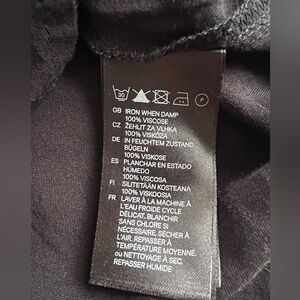 30 P
GB IRON WHEN DAMP
100% VISCOSE
CZ ŽEHLIT ZA VLHKA
100% VISKÓZA
DE IN FEUCHTEM ZUSTAND
BÜGELN
100% VISKOSE
ES PLANCHAR EN ESTADO
HÚMEDO
100% VISCOSA
FI SILITETÄÄN KOSTEANA
100% VISKOOSIA
FR LAVER À LA MACHINE À
L'EAU FROIDE CYCLE
DÉLICAT, BLANCHIR
SANS CHLORE SI
NÉCESSAIRE, SÉCHER À
L'AIR. REPASSER À
TEMPÉRATURE MOYENNE.
OU NETTOYAGE À SEC
REPASSER HUMIDE